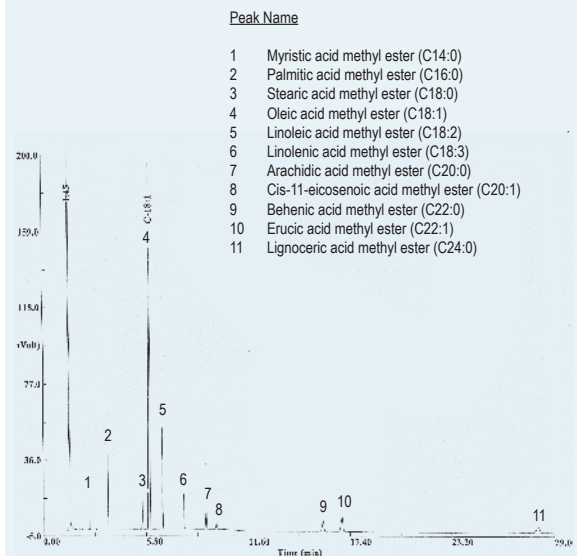 Peak Name
1 Myristic acid methyl ester (C14:0)
2 Palmitic acid methyl ester (C16:0)
3 Stearic acid methyl ester (C18:0)
4 Oleic acid methyl ester (C18:1)
5 Linoleic acid methyl ester (C18:2)
6 Linolenic acid methyl ester (C18:3)
7 Arachidic acid methyl ester (C20:0)
8 Cis-11-eicosenoic acid methyl ester (C20:1)
9 Behenic acid methyl ester (C22:0)
10 Erucic acid methyl ester (C22:1)
11 Lignoceric acid methyl ester (C24:0)
200.0
1.45
C-18:1
4
159.0
118.0
77.0
5
2
36.0
1
3
6
7
8
9
10
11
-5.0
0.00
5.80
11.60
17.40
23.20
29.0
Time (min)